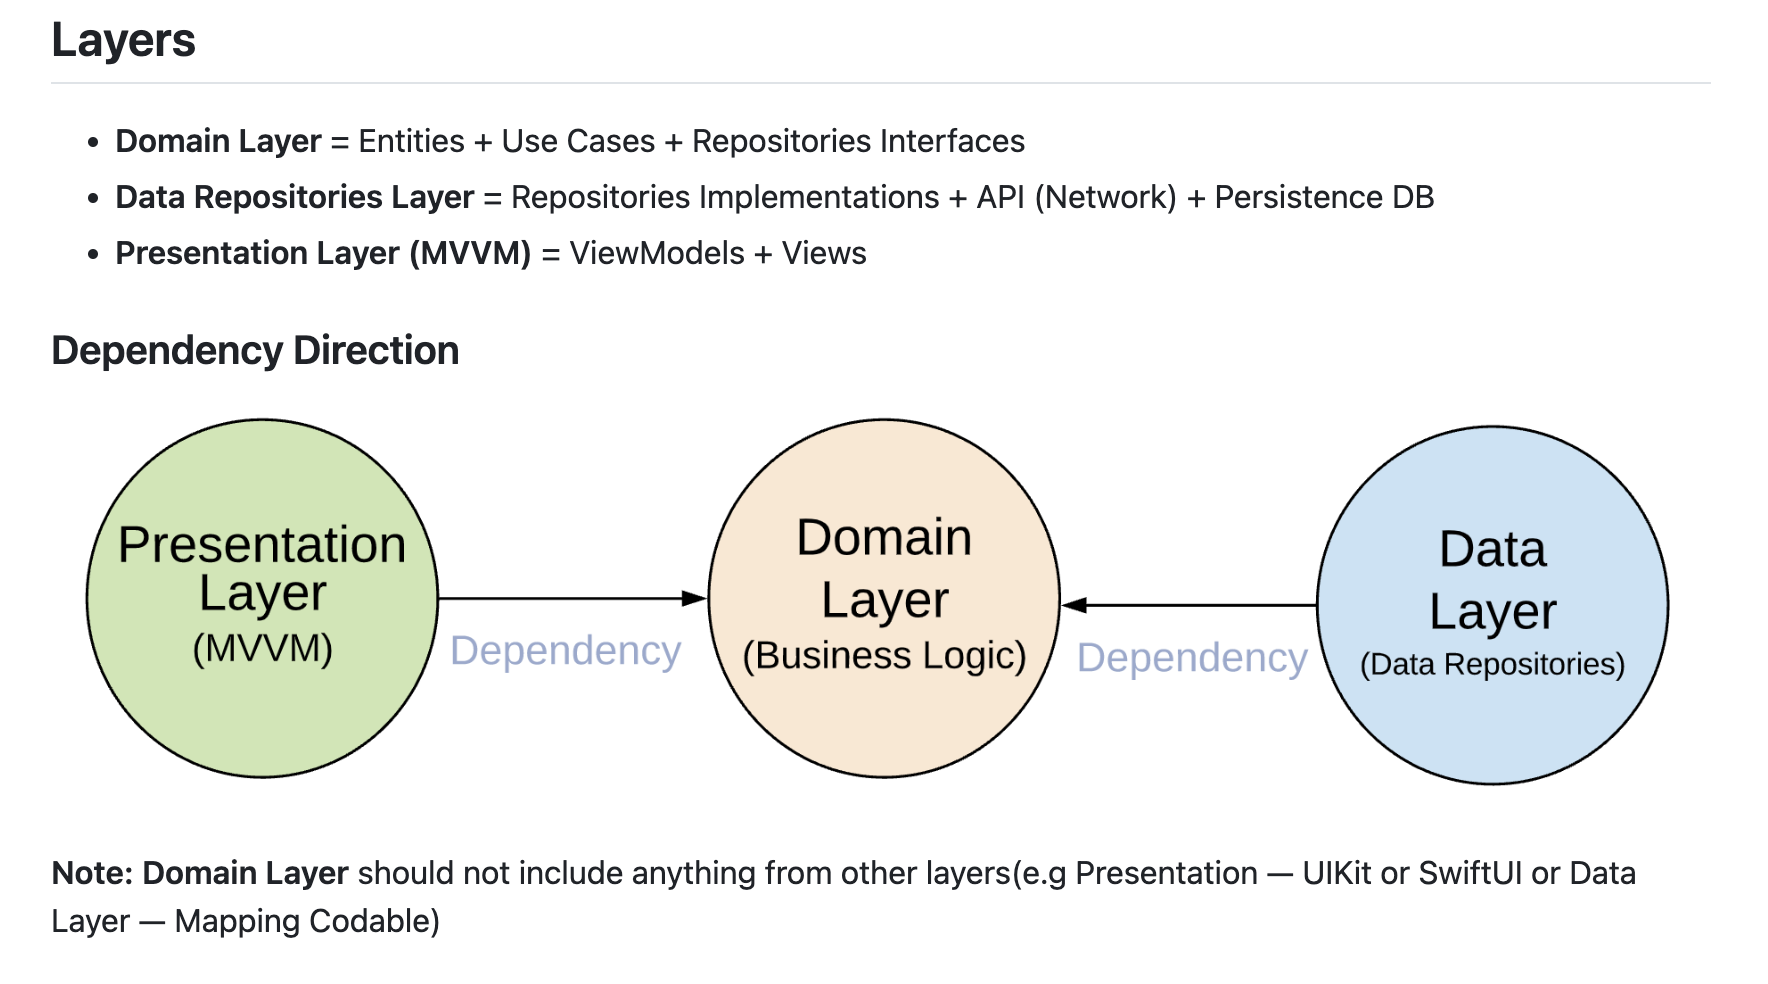 Layers
• Domain Layer = Entities + Use Cases + Repositories Interfaces
• Data Repositories Layer = Repositories Implementations + API (Network) + Persistence DB
• Presentation Layer (MVVM) = ViewModels + Views
Dependency Direction
Presentation
Layer
(MVVM)
Dependency
Domain
Layer
(Business Logic)
Dependency
Data
Layer
(Data Repositories)
Note: Domain Layer should not include anything from other layers(e.g Presentation — UIKit or SwiftUI or Data
Layer — Mapping Codable)